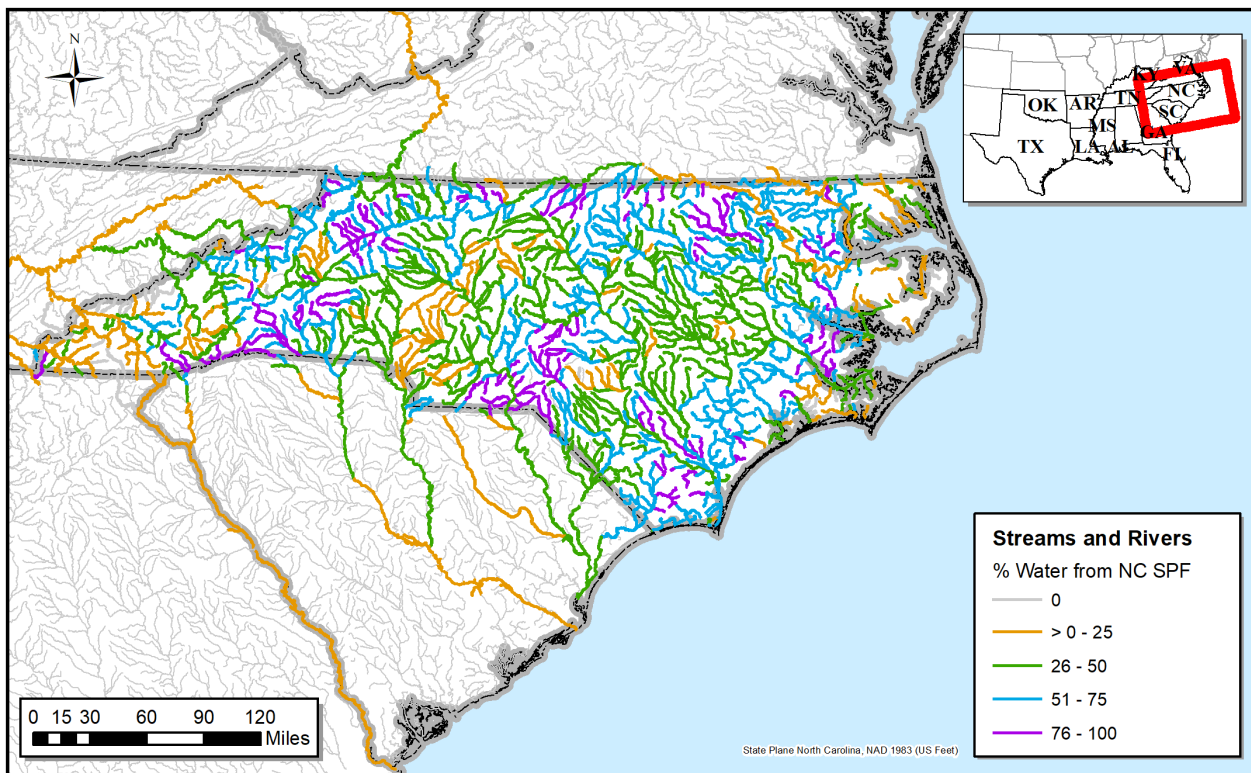 N
KY
VA
NC
TN
OK
AR
SC
MS
GA
TX
LA
AL
FL
Streams and Rivers
% Water from NC SPF
0
> 0 - 25
26 - 50
51 - 75
76 - 100
0 15 30 60 90 120
Miles
State Plane North Carolina, NAD 1983 (US Feet)